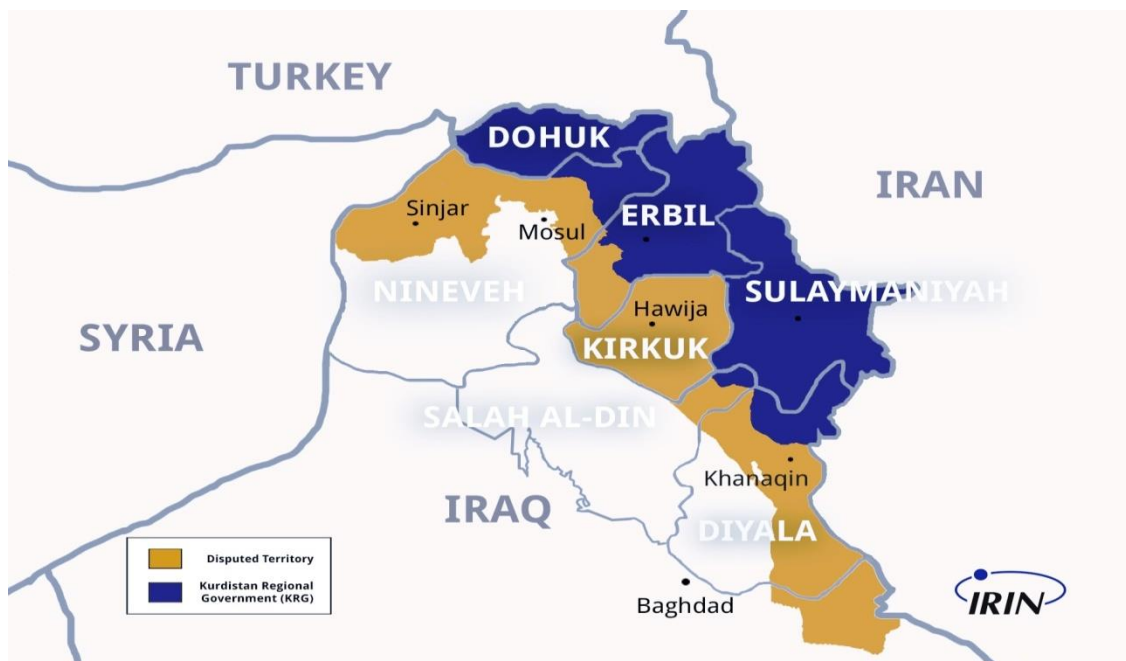 TURKEY
DOHUK
IRAN
Sinjar
ERBIL
Mosul
NINEVEH
SULAYMANIYAH
Hawija
SYRIA
KIRKUK
SALAH AL-DIN
Khanaqin
IRAQ
DIYALA
Disputed Territory
Kurdistan Regional
Government (KRG)
Baghdad
IRIN